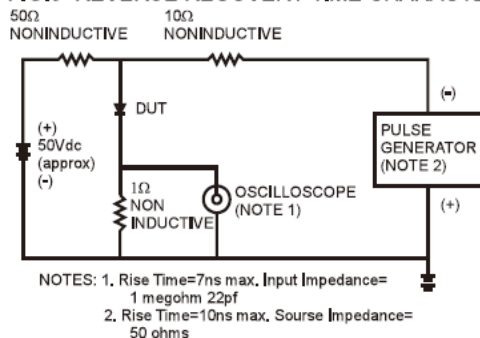 50Ω
NONINDUCTIVE
10Ω
NONINDUCTIVE
DUT
(+)
50Vdc
(approx)
(-)
1Ω
NON
INDUCTIVE
OSCILLOSCOPE
(NOTE 1)
(-)
PULSE
GENERATOR
(NOTE 2)
(+)
NOTES: 1. Rise Time=7ns max. Input Impedance=
1 megohm 22pf
2. Rise Time=10ns max. Sourse Impedance=
50 ohms